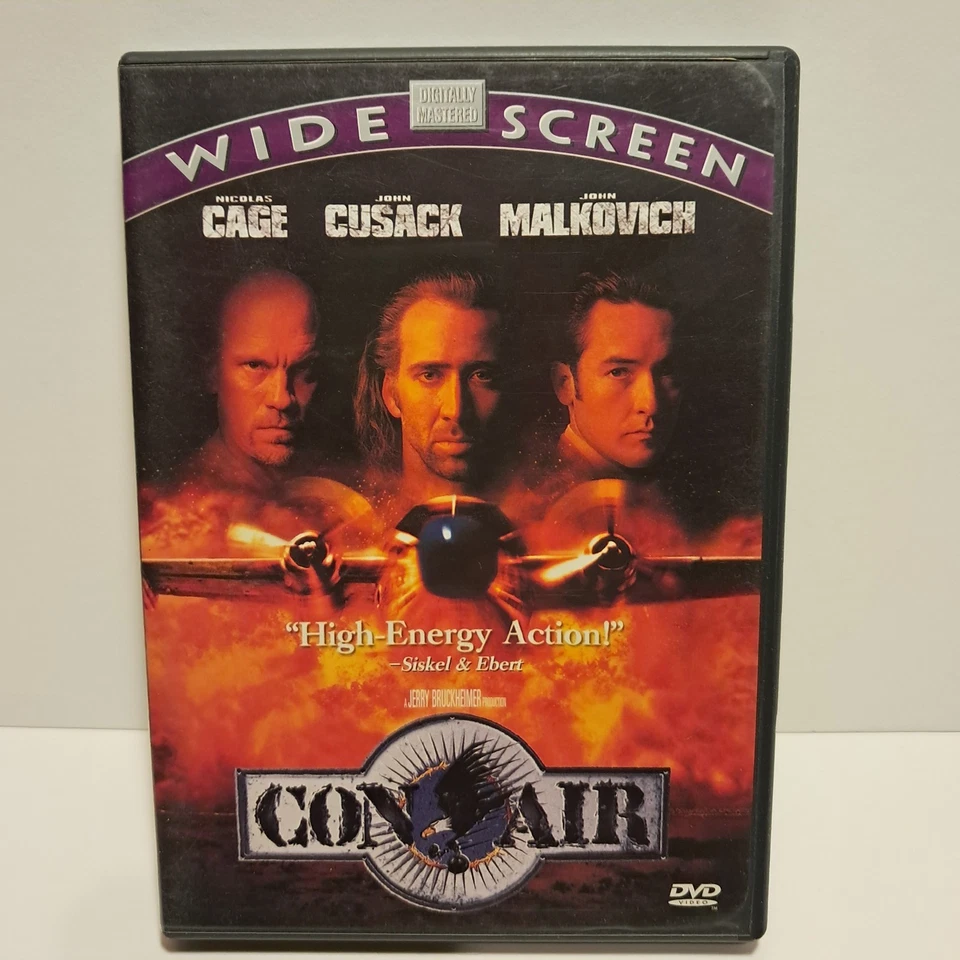 DIGITALLY
MASTERED
WIDE SCREEN
NICOLAS JOHN JOHN
CAGE CUSACK MALKOVICH
“High-Energy Action!”
–Siskel & Ebert
A JERRY BRUCKHEIMER PRODUCTION
CON AIR
DVD
VIDEO
TM